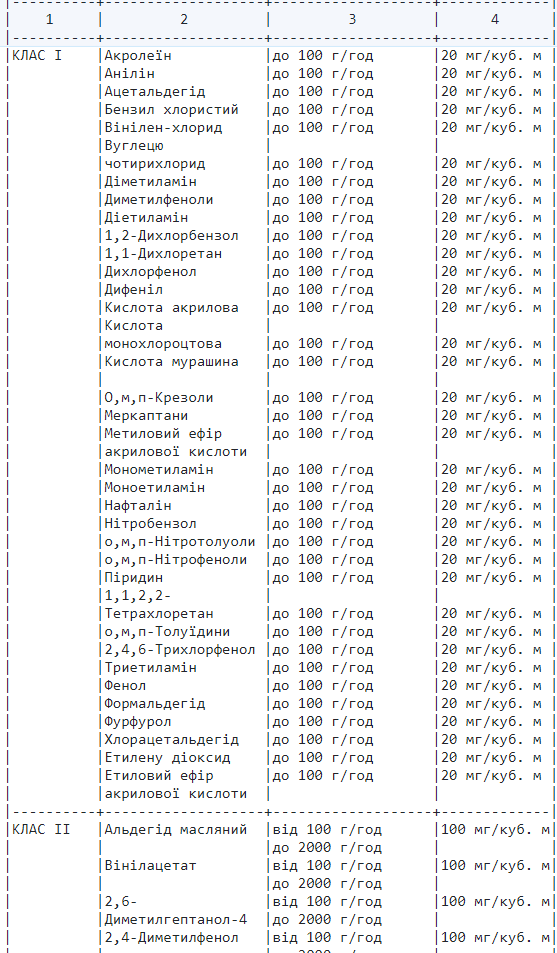 1 2 3 4
КЛАС I Акролеїн до 100 г/год 20 мг/куб. м
Анілін до 100 г/год 20 мг/куб. м
Ацетальдегід до 100 г/год 20 мг/куб. м
Бензил хлористий до 100 г/год 20 мг/куб. м
Вінілен-хлорид до 100 г/год 20 мг/куб. м
Вуглецю
чотирихлорид до 100 г/год 20 мг/куб. м
Діметиламін до 100 г/год 20 мг/куб. м
Диметилфеноли до 100 г/год 20 мг/куб. м
Діетиламін до 100 г/год 20 мг/куб. м
1,2-Дихлорбензол до 100 г/год 20 мг/куб. м
1,1-Дихлоретан до 100 г/год 20 мг/куб. м
Дихлорфенол до 100 г/год 20 мг/куб. м
Дифеніл до 100 г/год 20 мг/куб. м
Кислота акрилова до 100 г/год 20 мг/куб. м
Кислота
монохлороцтова до 100 г/год 20 мг/куб. м
Кислота мурашина до 100 г/год 20 мг/куб. м
О,м,п-Крезоли до 100 г/год 20 мг/куб. м
Меркаптани до 100 г/год 20 мг/куб. м
Метиловий ефір до 100 г/год 20 мг/куб. м
акрилової кислоти
Монометиламін до 100 г/год 20 мг/куб. м
Моноетиламін до 100 г/год 20 мг/куб. м
Нафталін до 100 г/год 20 мг/куб. м
Нітробензол до 100 г/год 20 мг/куб. м
о,м,п-Нітротолуоли до 100 г/год 20 мг/куб. м
о,м,п-Нітрофеноли до 100 г/год 20 мг/куб. м
Піридин до 100 г/год 20 мг/куб. м
1,1,2,2-
Тетрахлоретан до 100 г/год 20 мг/куб. м
о,м,п-Толуїдини до 100 г/год 20 мг/куб. м
2,4,6-Трихлорфенол до 100 г/год 20 мг/куб. м
Триетиламін до 100 г/год 20 мг/куб. м
Фенол до 100 г/год 20 мг/куб. м
Формальдегід до 100 г/год 20 мг/куб. м
Фурфурол до 100 г/год 20 мг/куб. м
Хлорацетальдегід до 100 г/год 20 мг/куб. м
Етилену діоксид до 100 г/год 20 мг/куб. м
Етиловий ефір до 100 г/год 20 мг/куб. м
акрилової кислоти
КЛАС II Альдегід масляний від 100 г/год 100 мг/куб. м
до 2000 г/год
Вінілацетат від 100 г/год 100 мг/куб. м
до 2000 г/год
2,6- від 100 г/год 100 мг/куб. м
Диметилгептанол-4 до 2000 г/год
2,4-Диметилфенол від 100 г/год 100 мг/куб. м